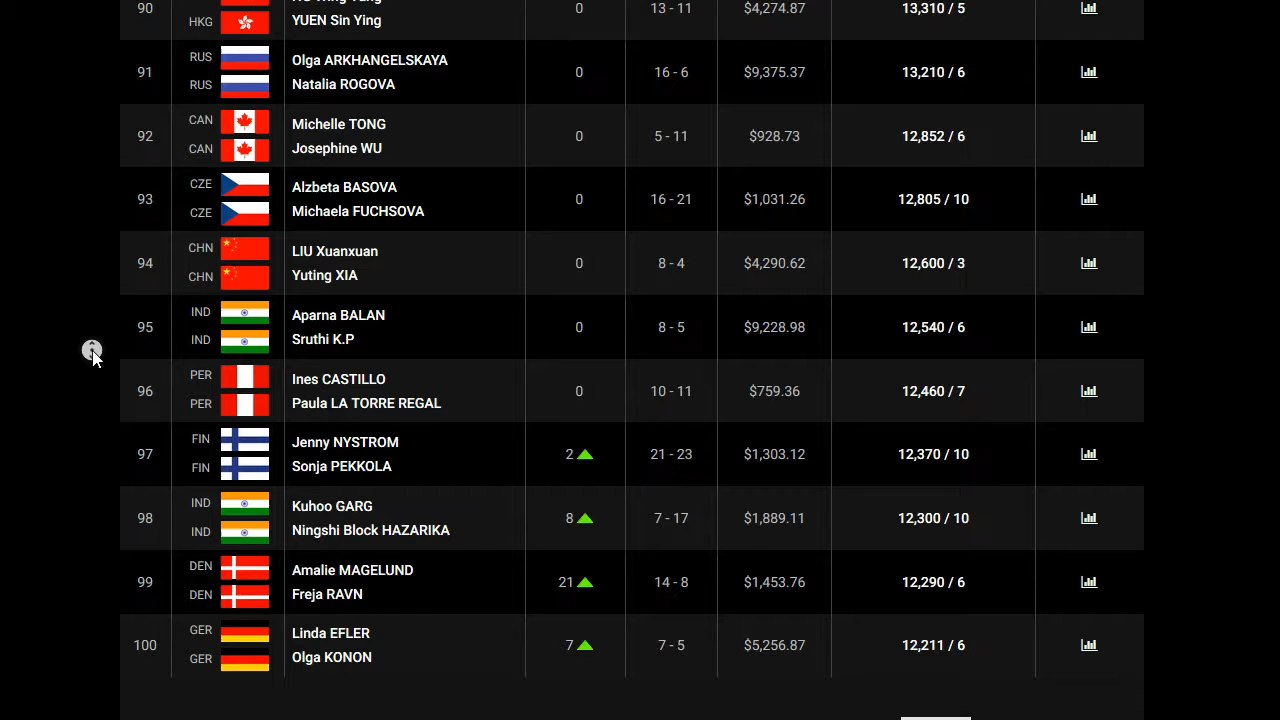 90 HKG YUEN Sin Ying 0 13 - 11 $4,274.87 13,310 / 5
91 RUS Olga ARKHANGELSKAYA 0 16 - 6 $9,375.37 13,210 / 6
RUS Natalia ROGOVA
92 CAN Michelle TONG 0 5 - 11 $928.73 12,852 / 6
CAN Josephine WU
93 CZE Alzbeta BASOVA 0 16 - 21 $1,031.26 12,805 / 10
CZE Michaela FUCHSOVA
94 CHN LIU Xuanxuan 0 8 - 4 $4,290.62 12,600 / 3
CHN Yuting XIA
95 IND Aparna BALAN 0 8 - 5 $9,228.98 12,540 / 6
IND Sruthi K.P
96 PER Ines CASTILLO 0 10 - 11 $759.36 12,460 / 7
PER Paula LA TORRE REGAL
97 FIN Jenny NYSTROM 2 21 - 23 $1,303.12 12,370 / 10
FIN Sonja PEKKOLA
98 IND Kuhoo GARG 8 7 - 17 $1,889.11 12,300 / 10
IND Ningshi Block HAZARIKA
99 DEN Amalie MAGELUND 21 14 - 8 $1,453.76 12,290 / 6
DEN Freja RAVN
100 GER Linda EFLER 7 7 - 5 $5,256.87 12,211 / 6
GER Olga KONON